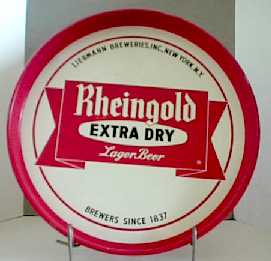 LIEBMANN BREWERIES, INC., NEW YORK, N.Y.
Rheingold
EXTRA DRY
Lager Beer
BREWERS SINCE 1837